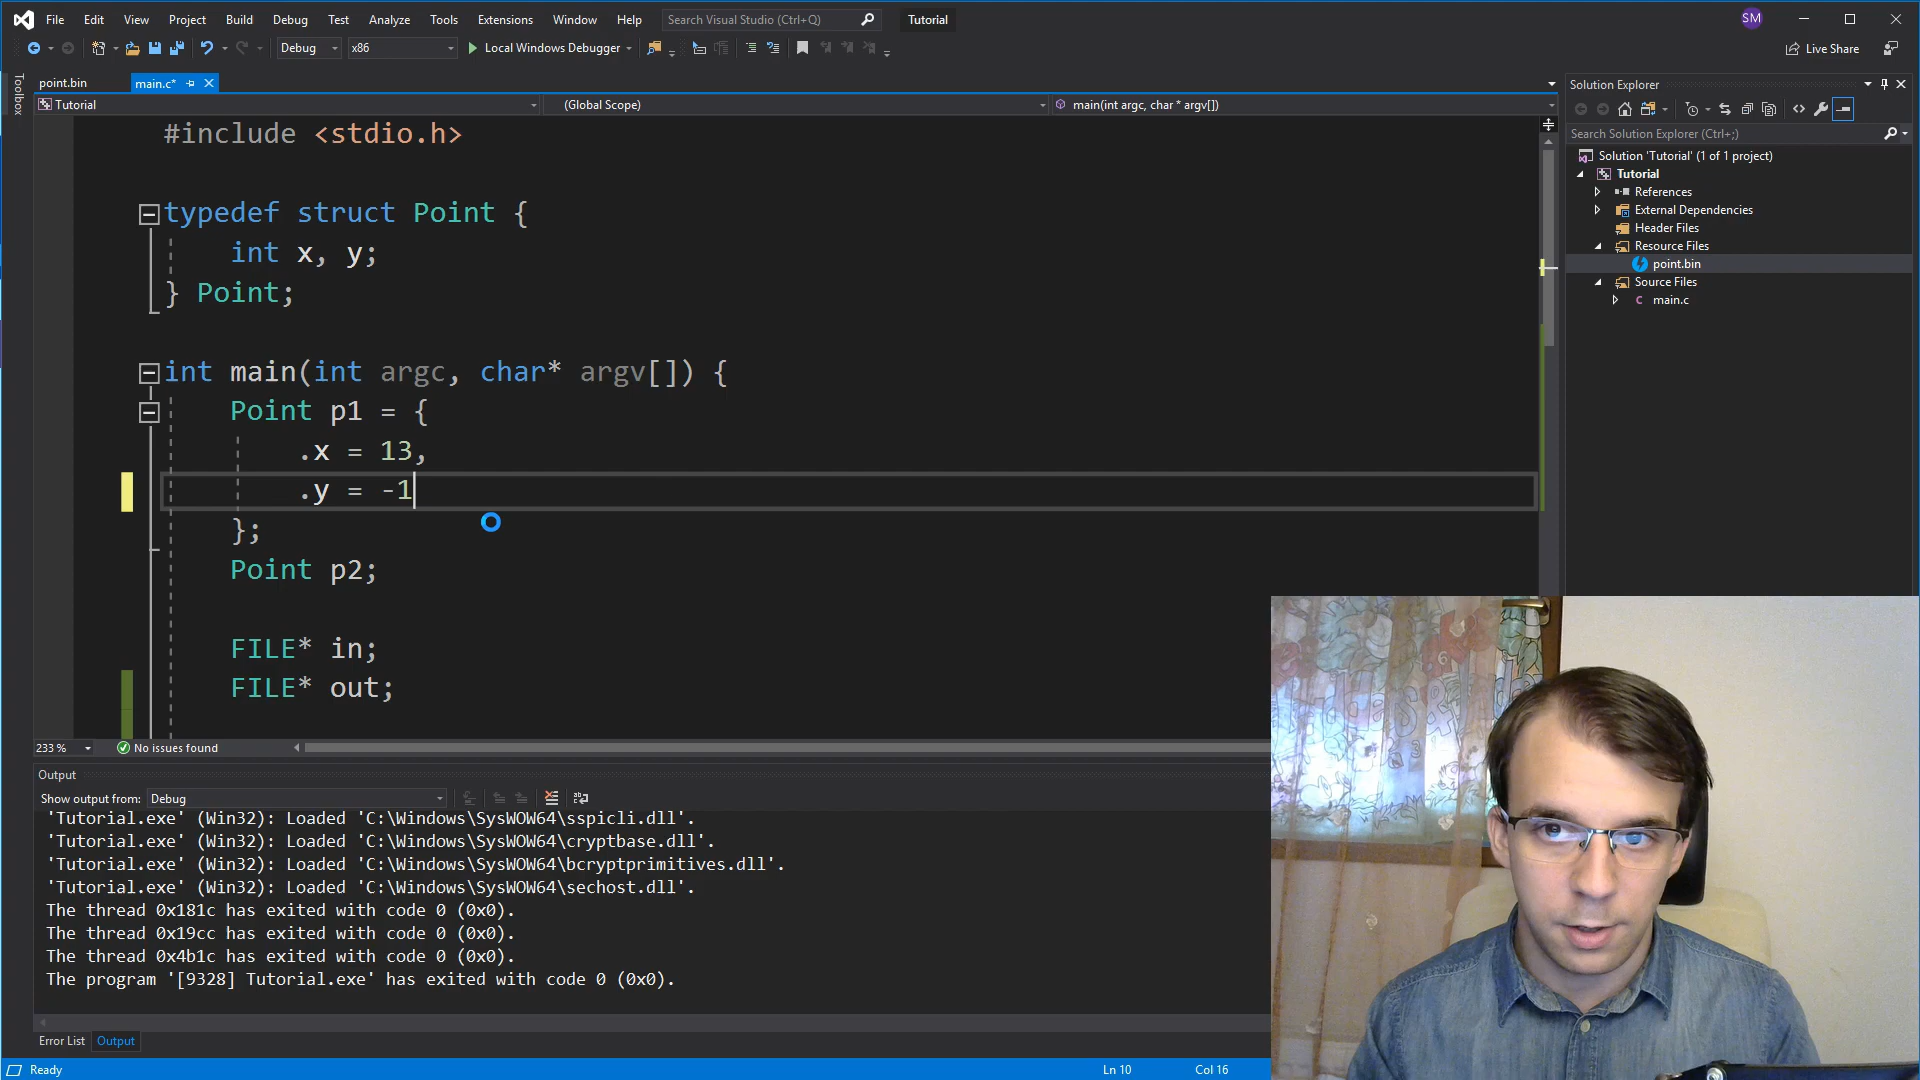 File Edit View Project Build Debug Test Analyze Tools Extensions Window Help Search Visual Studio (Ctrl+Q) Tutorial SM
Debug x86 Local Windows Debugger Live Share
Toolbox
point.bin main.c*
Tutorial (Global Scope) main(int argc, char * argv[])
#include <stdio.h>
typedef struct Point {
int x, y;
} Point;
int main(int argc, char* argv[]) {
Point p1 = {
.x = 13,
.y = -1
};
Point p2;
FILE* in;
FILE* out;
233 % No issues found
Output
Show output from: Debug
'Tutorial.exe' (Win32): Loaded 'C:\Windows\SysWOW64\sspicli.dll'.
'Tutorial.exe' (Win32): Loaded 'C:\Windows\SysWOW64\cryptbase.dll'.
'Tutorial.exe' (Win32): Loaded 'C:\Windows\SysWOW64\bcryptprimitives.dll'.
'Tutorial.exe' (Win32): Loaded 'C:\Windows\SysWOW64\sechost.dll'.
The thread 0x181c has exited with code 0 (0x0).
The thread 0x19cc has exited with code 0 (0x0).
The thread 0x4b1c has exited with code 0 (0x0).
The program '[9328] Tutorial.exe' has exited with code 0 (0x0).
Error List Output
Ready Ln 10 Col 16
Solution Explorer
Search Solution Explorer (Ctrl+;)
Solution 'Tutorial' (1 of 1 project)
Tutorial
References
External Dependencies
Header Files
Resource Files
point.bin
Source Files
main.c